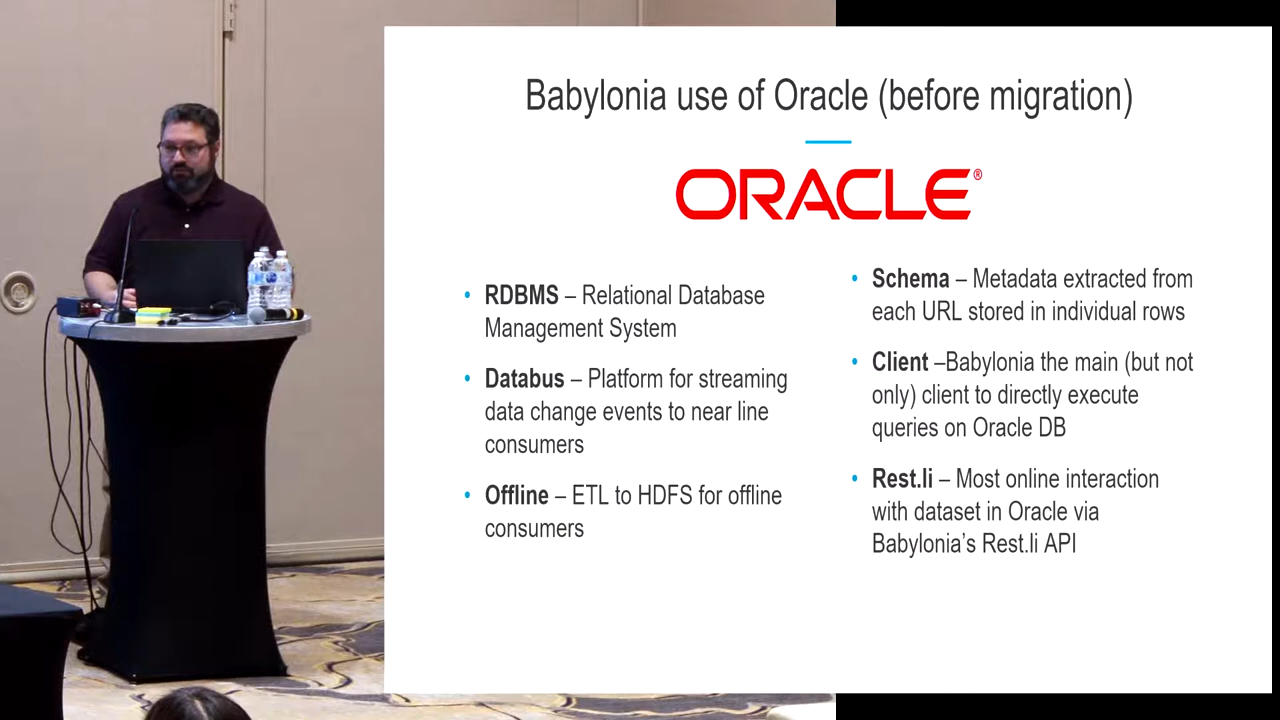 Babylonia use of Oracle (before migration)
ORACLE®
• RDBMS – Relational Database
Management System
• Databus – Platform for streaming
data change events to near line
consumers
• Offline – ETL to HDFS for offline
consumers
• Schema – Metadata extracted from
each URL stored in individual rows
• Client –Babylonia the main (but not
only) client to directly execute
queries on Oracle DB
• Rest.li – Most online interaction
with dataset in Oracle via
Babylonia’s Rest.li API